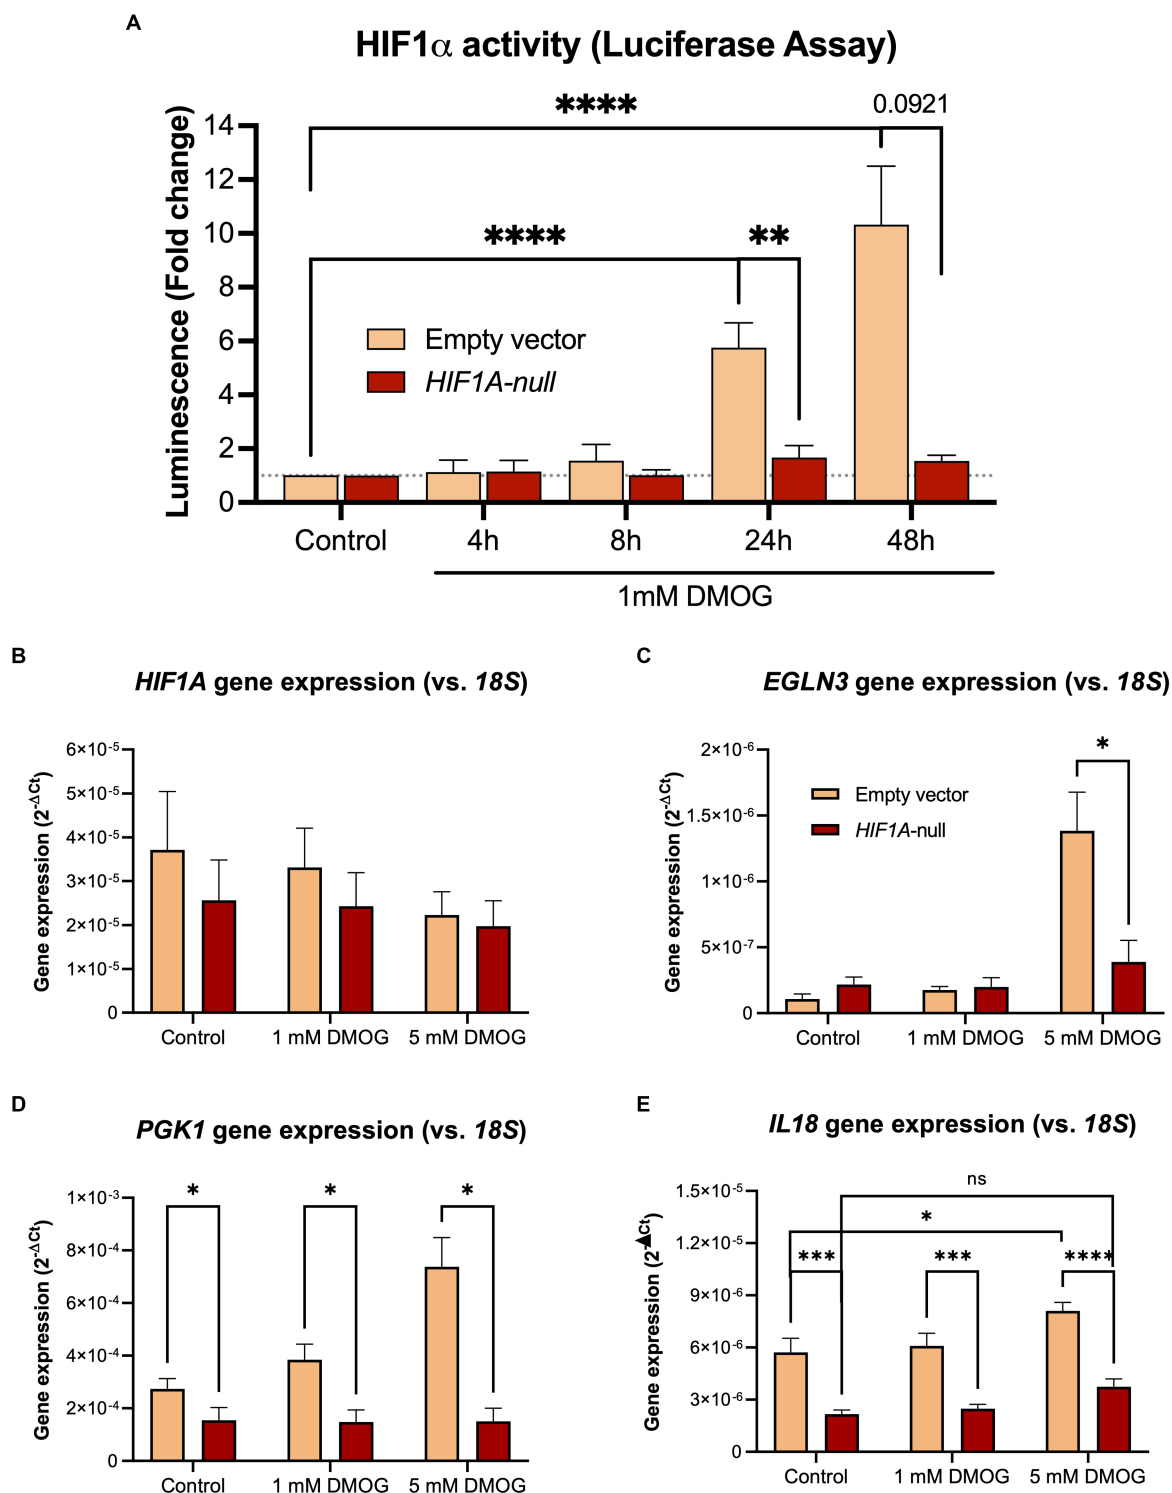 A
HIF1α activity (Luciferase Assay)
Luminescence (Fold change)
14
12
10
8
6
4
2
0
****
0.0921
****
**
Empty vector
HIF1A-null
Control
4h
8h
24h
48h
1mM DMOG
B
HIF1A gene expression (vs. 18S)
Gene expression (2^-ΔCt)
6×10^-5
5×10^-5
4×10^-5
3×10^-5
2×10^-5
1×10^-5
0
Control
1 mM DMOG
5 mM DMOG
C
EGLN3 gene expression (vs. 18S)
Gene expression (2^-ΔCt)
2×10^-6
1.5×10^-6
1×10^-6
5×10^-7
0
*
Empty vector
HIF1A-null
Control
1 mM DMOG
5 mM DMOG
D
PGK1 gene expression (vs. 18S)
Gene expression (2^-ΔCt)
1×10^-3
8×10^-4
6×10^-4
4×10^-4
2×10^-4
0
*
*
*
Control
1 mM DMOG
5 mM DMOG
E
IL18 gene expression (vs. 18S)
Gene expression (2^-▲Ct)
1.5×10^-5
1.2×10^-5
9×10^-6
6×10^-6
3×10^-6
0
ns
*
***
***
****
Control
1 mM DMOG
5 mM DMOG